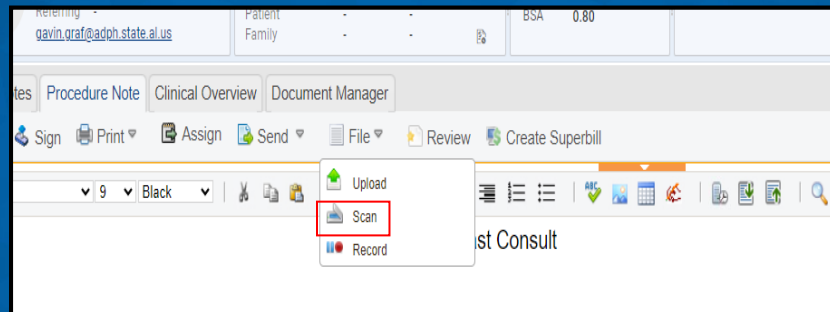 Referring - Patient - - BSA 0.80
gavin.graf@adph.state.al.us Family - -
tes Procedure Note Clinical Overview Document Manager
Sign Print Assign Send File Review Create Superbill
9 Black ABC
Upload
Scan
Record
st Consult